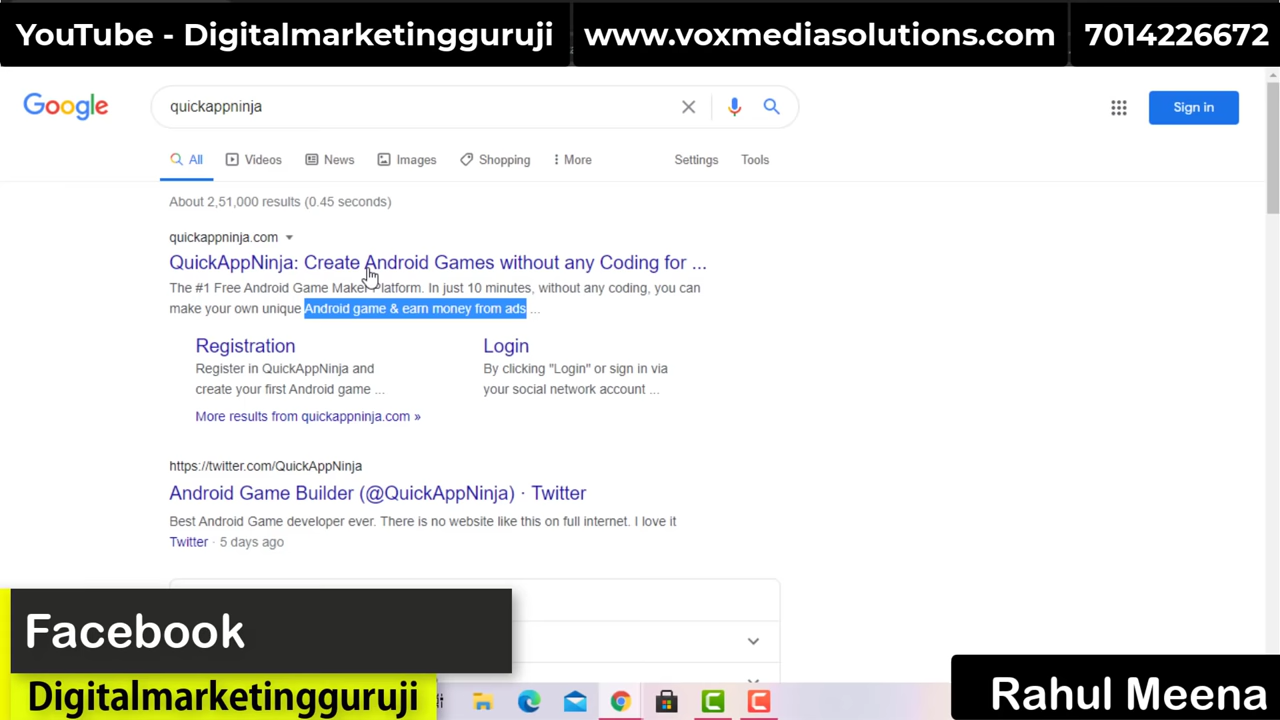 YouTube - Digitalmarketingguruji www.voxmediasolutions.com 7014226672
Google quickappninja Sign in
All Videos News Images Shopping More Settings Tools
About 2,51,000 results (0.45 seconds)
quickappninja.com
QuickAppNinja: Create Android Games without any Coding for ...
The #1 Free Android Game Maker Platform. In just 10 minutes, without any coding, you can
make your own unique Android game & earn money from ads ...
Registration Login
Register in QuickAppNinja and By clicking "Login" or sign in via
create your first Android game ... your social network account ...
More results from quickappninja.com »
https://twitter.com/QuickAppNinja
Android Game Builder (@QuickAppNinja) · Twitter
Best Android Game developer ever. There is no website like this on full internet. I love it
Twitter · 5 days ago
Facebook
Digitalmarketingguruji
Rahul Meena